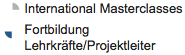 International Masterclasses
Fortbildung
Lehrkräfte/Projektleiter